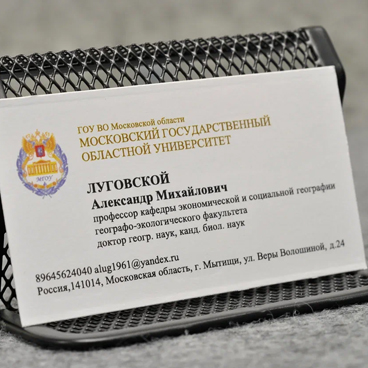 ГОУ ВО Московской области
МОСКОВСКИЙ ГОСУДАРСТВЕННЫЙ
ОБЛАСТНОЙ УНИВЕРСИТЕТ
МГОУ
ЛУГОВСКОЙ
Александр Михайлович
профессор кафедры экономической и социальной географии
географо-экологического факультета
доктор геогр. наук, канд. биол. наук
89645624040 alug1961@yandex.ru
Россия,141014, Московская область, г. Мытищи, ул. Веры Волошиной, д.24